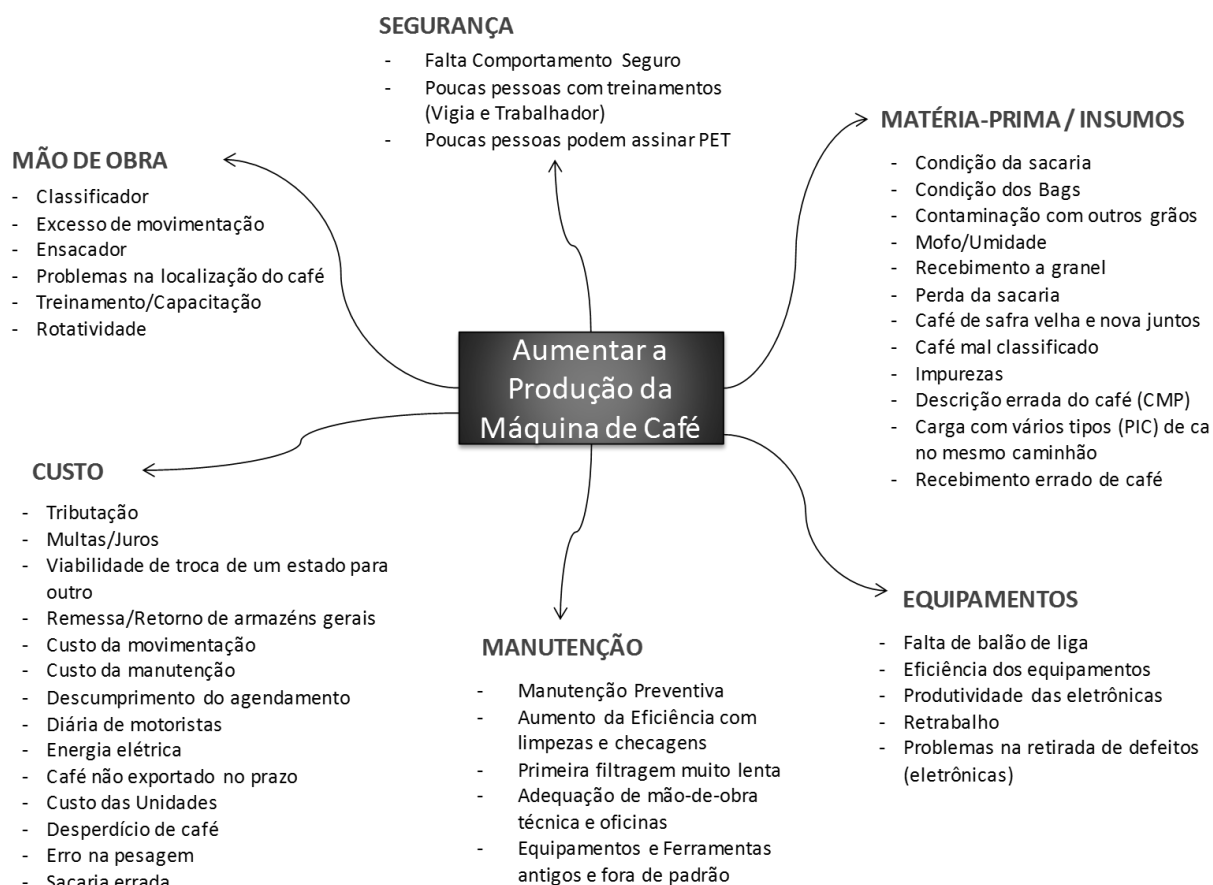 SEGURANÇA
- Falta Comportamento Seguro
- Poucas pessoas com treinamentos
(Vigia e Trabalhador)
- Poucas pessoas podem assinar PET
MATÉRIA-PRIMA / INSUMOS
- Condição da sacaria
- Condição dos Bags
- Contaminação com outros grãos
- Mofo/Umidade
- Recebimento a granel
- Perda da sacaria
- Café de safra velha e nova juntos
- Café mal classificado
- Impurezas
- Descrição errada do café (CMP)
- Carga com vários tipos (PIC) de ca
no mesmo caminhão
- Recebimento errado de café
MÃO DE OBRA
- Classificador
- Excesso de movimentação
- Ensacador
- Problemas na localização do café
- Treinamento/Capacitação
- Rotatividade
Aumentar a
Produção da
Máquina de Café
CUSTO
- Tributação
- Multas/Juros
- Viabilidade de troca de um estado para
outro
- Remessa/Retorno de armazéns gerais
- Custo da movimentação
- Custo da manutenção
- Descumprimento do agendamento
- Diária de motoristas
- Energia elétrica
- Café não exportado no prazo
- Custo das Unidades
- Desperdício de café
- Erro na pesagem
- Sacaria errada
MANUTENÇÃO
- Manutenção Preventiva
- Aumento da Eficiência com
limpezas e checagens
- Primeira filtragem muito lenta
- Adequação de mão-de-obra
técnica e oficinas
- Equipamentos e Ferramentas
antigos e fora de padrão
EQUIPAMENTOS
- Falta de balão de liga
- Eficiência dos equipamentos
- Produtividade das eletrônicas
- Retrabalho
- Problemas na retirada de defeitos
(eletrônicas)